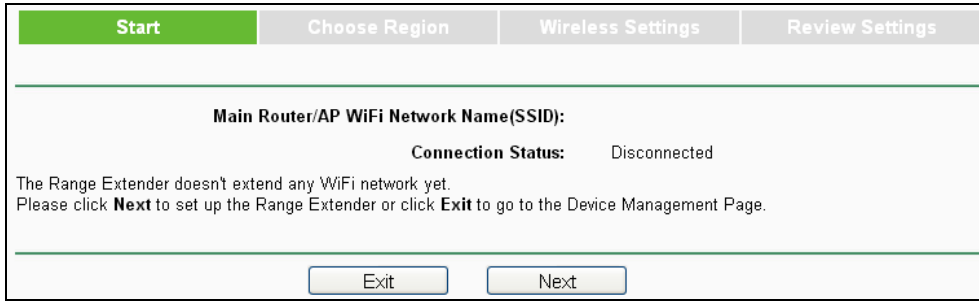 Start Choose Region Wireless Settings Review Settings
Main Router/AP WiFi Network Name(SSID):
Connection Status: Disconnected
The Range Extender doesn't extend any WiFi network yet.
Please click Next to set up the Range Extender or click Exit to go to the Device Management Page.
Exit Next